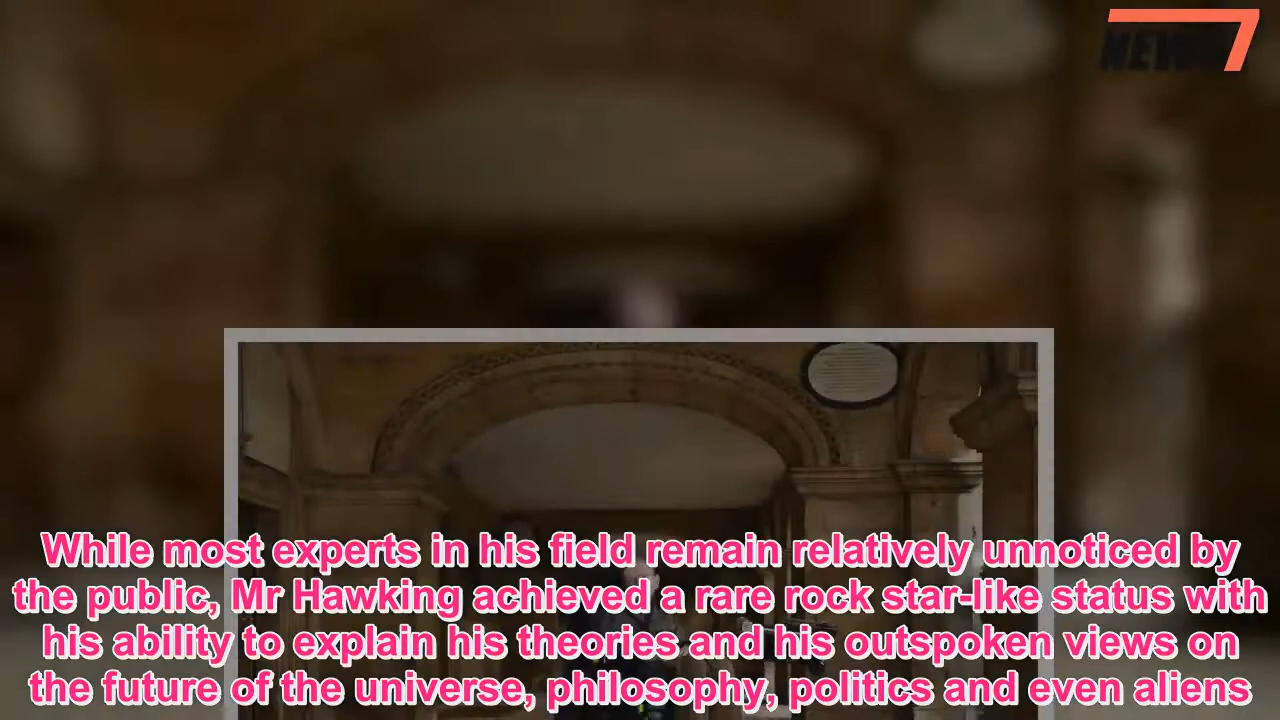 NEWS 7
While most experts in his field remain relatively unnoticed by
the public, Mr Hawking achieved a rare rock star-like status with
his ability to explain his theories and his outspoken views on
the future of the universe, philosophy, politics and even aliens